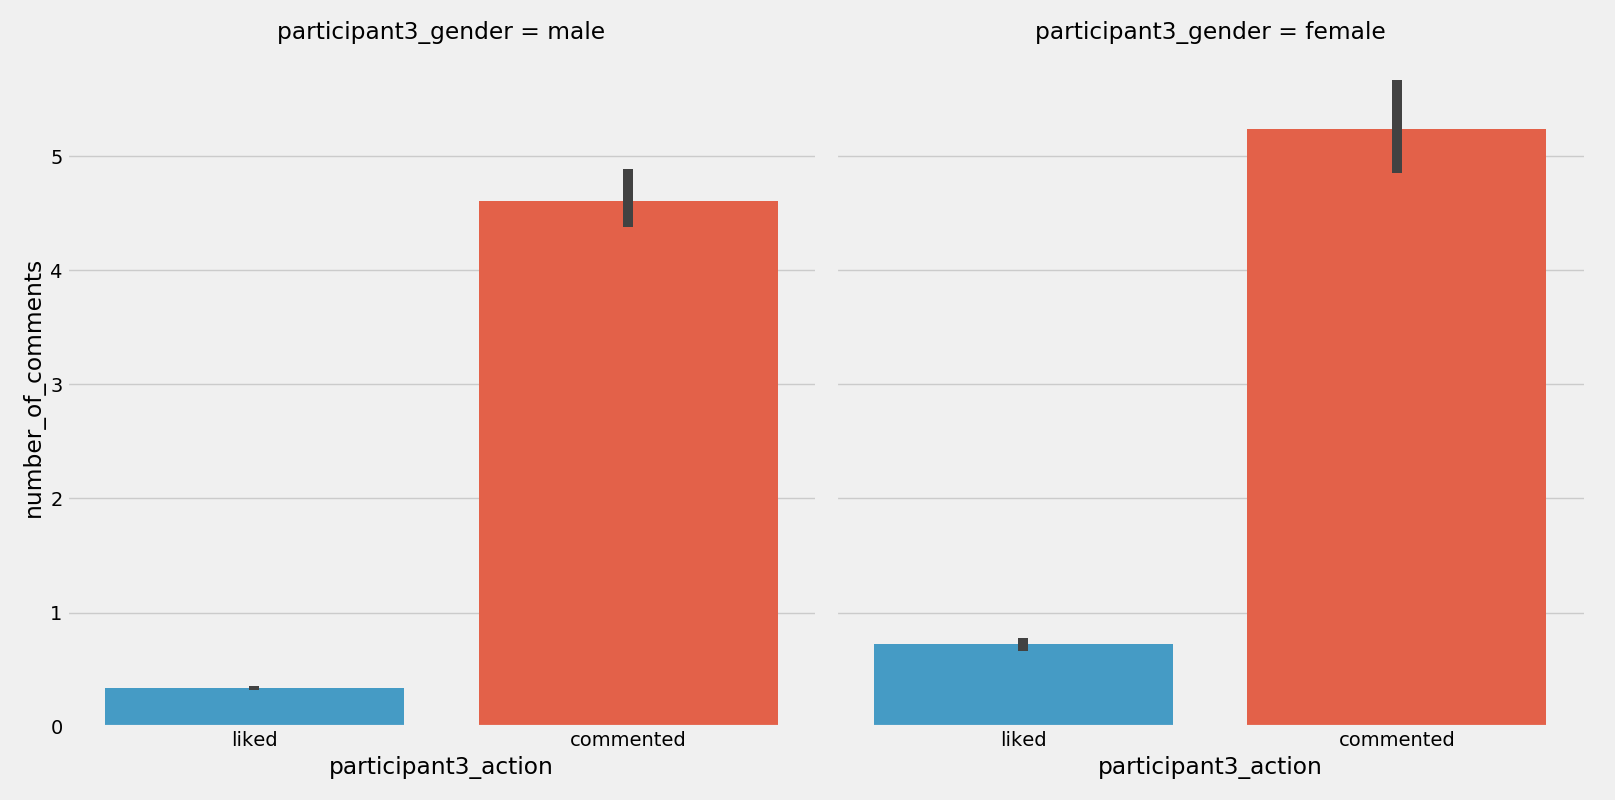 participant3_gender = male
participant3_gender = female
number_of_comments
5
4
3
2
1
0
liked
commented
liked
commented
participant3_action
participant3_action